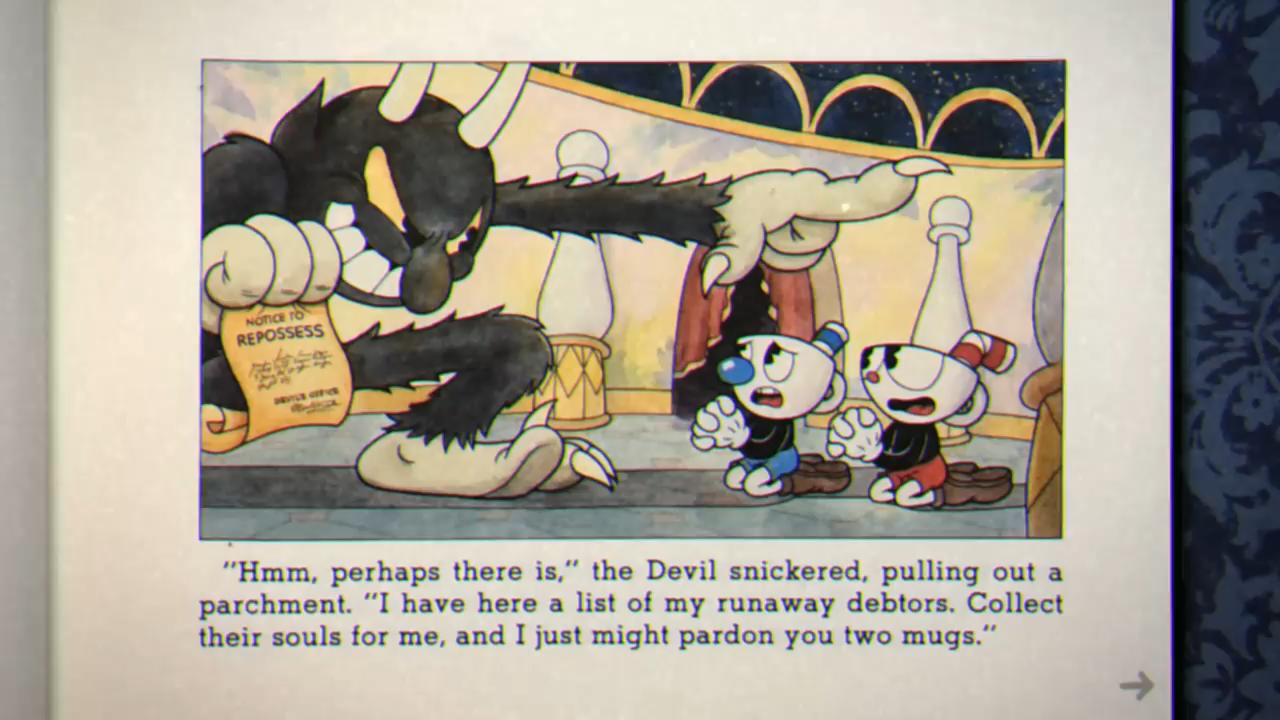 NOTICE TO
REPOSSESS
DEVIL'S OFFICE
"Hmm, perhaps there is," the Devil snickered, pulling out a
parchment. "I have here a list of my runaway debtors. Collect
their souls for me, and I just might pardon you two mugs."